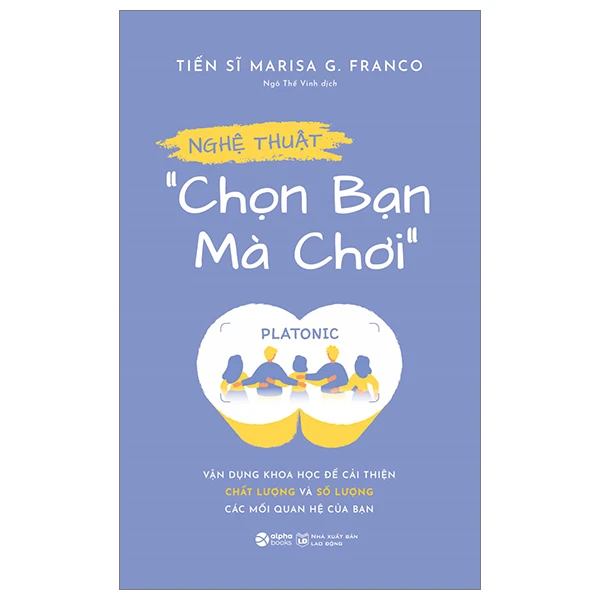 TIẾN SĨ MARISA G. FRANCO
Ngô Thế Vinh dịch
NGHỆ THUẬT
"Chọn Bạn
Mà Chơi"
PLATONIC
VẬN DỤNG KHOA HỌC ĐỂ CẢI THIỆN
CHẤT LƯỢNG VÀ SỐ LƯỢNG
CÁC MỐI QUAN HỆ CỦA BẠN
alpha
books
LĐ
NHÀ XUẤT BẢN
LAO ĐỘNG